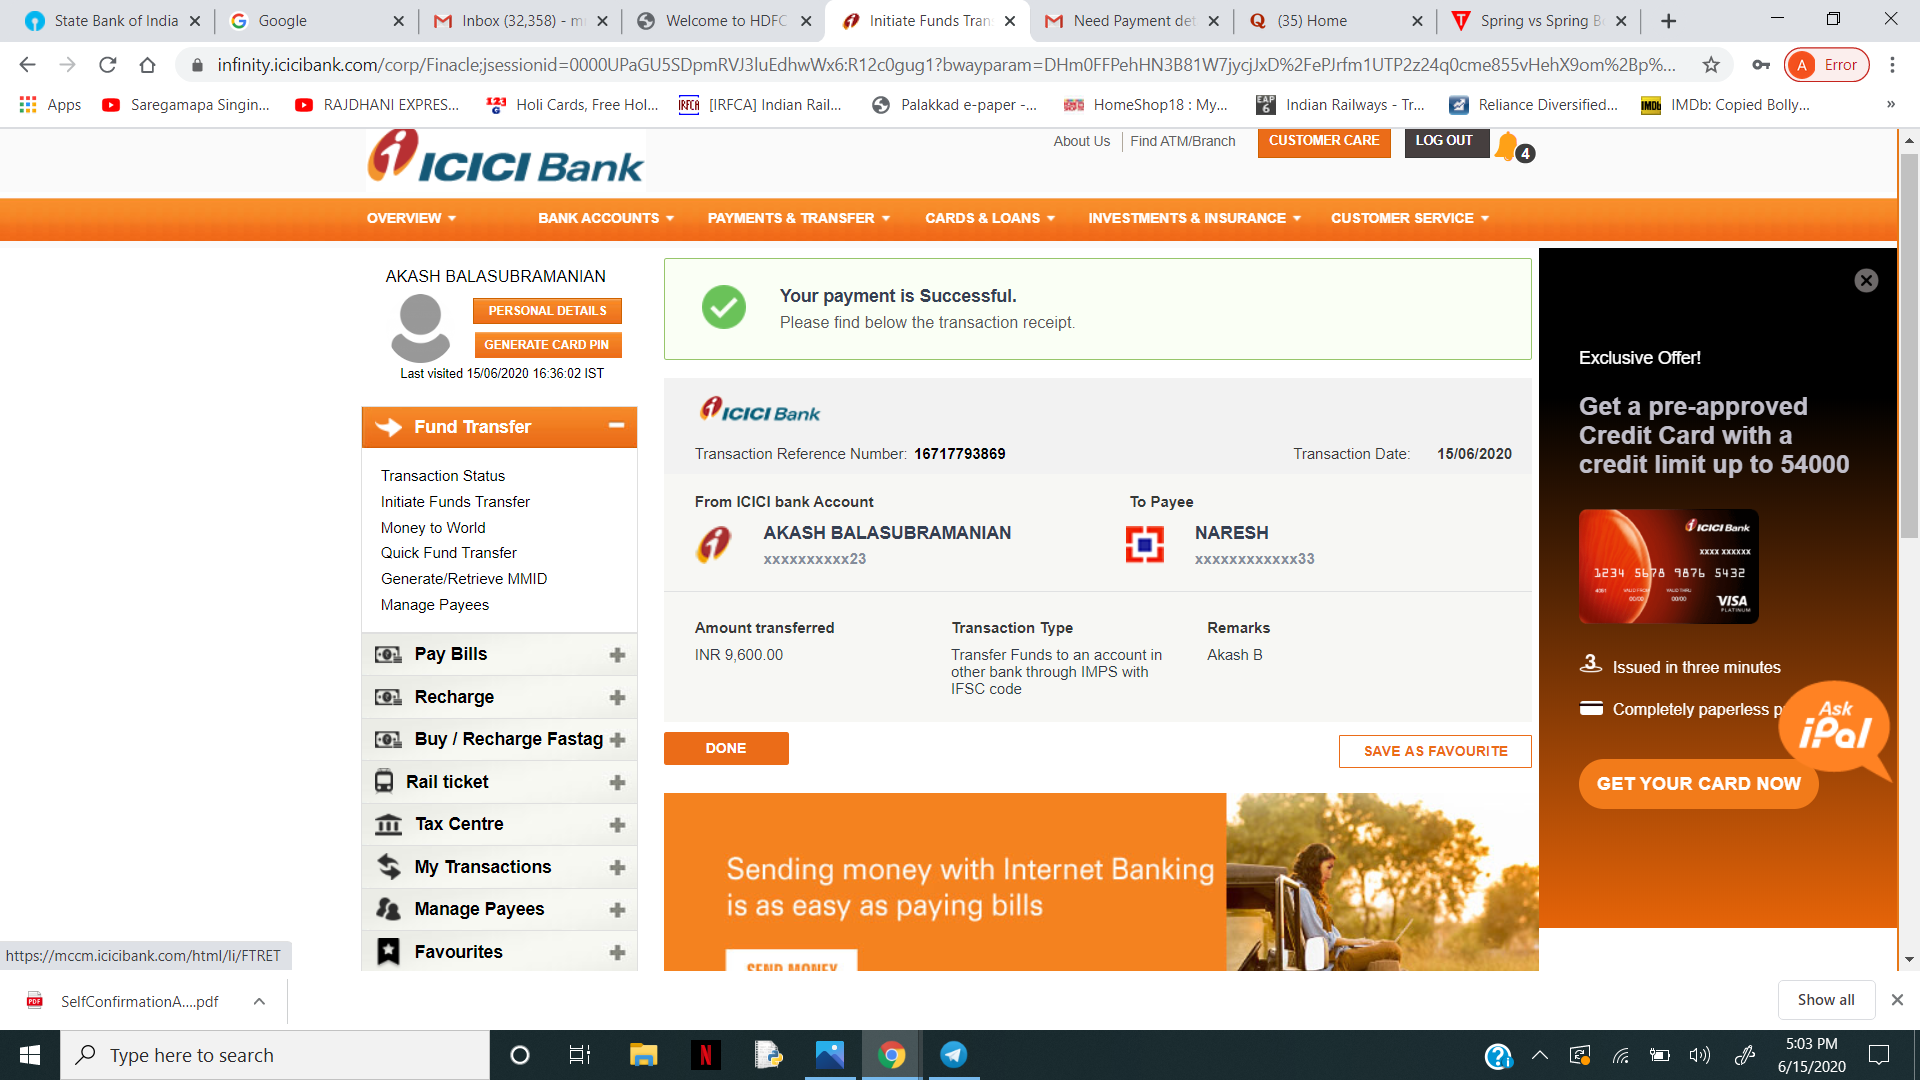 State Bank of India
Google
Inbox (32,358) - m
Welcome to HDFC
Initiate Funds Tran
Need Payment det
(35) Home
Spring vs Spring B
infinity.icicibank.com/corp/Finacle;jsessionid=0000UPaGU5SDpmRVJ3luEdhwWx6:R12c0gug1?bwayparam=DHm0FFPehHN3B81W7jycjJxD%2FePJrfm1UTP2z24q0cme855vHehX9om%2Bp%...
A Error
Apps
Saregamapa Singin...
RAJDHANI EXPRES...
Holi Cards, Free Hol...
[IRFCA] Indian Rail...
Palakkad e-paper -...
HomeShop18 : My...
Indian Railways - Tr...
Reliance Diversified...
IMDb: Copied Bolly...
ICICI Bank
About Us
Find ATM/Branch
CUSTOMER CARE
LOG OUT
4
OVERVIEW
BANK ACCOUNTS
PAYMENTS & TRANSFER
CARDS & LOANS
INVESTMENTS & INSURANCE
CUSTOMER SERVICE
AKASH BALASUBRAMANIAN
PERSONAL DETAILS
GENERATE CARD PIN
Last visited 15/06/2020 16:36:02 IST
Fund Transfer
Transaction Status
Initiate Funds Transfer
Money to World
Quick Fund Transfer
Generate/Retrieve MMID
Manage Payees
Pay Bills
Recharge
Buy / Recharge Fastag
Rail ticket
Tax Centre
My Transactions
Manage Payees
Favourites
Your payment is Successful.
Please find below the transaction receipt.
ICICI Bank
Transaction Reference Number: 16717793869
Transaction Date: 15/06/2020
From ICICI bank Account
To Payee
AKASH BALASUBRAMANIAN
xxxxxxxxxx23
NARESH
xxxxxxxxxxxx33
Amount transferred
INR 9,600.00
Transaction Type
Transfer Funds to an account in
other bank through IMPS with
IFSC code
Remarks
Akash B
DONE
SAVE AS FAVOURITE
Sending money with Internet Banking
is as easy as paying bills
SEND MONEY
Exclusive Offer!
Get a pre-approved
Credit Card with a
credit limit up to 54000
ICICI Bank
XXXX XXXXXX
1234 5678 9876 5432
VISA
PLATINUM
3 Issued in three minutes
Completely paperless p
Ask
iPal
GET YOUR CARD NOW
https://mccm.icicibank.com/html/li/FTRET
SelfConfirmationA....pdf
Show all
Type here to search
5:03 PM
6/15/2020